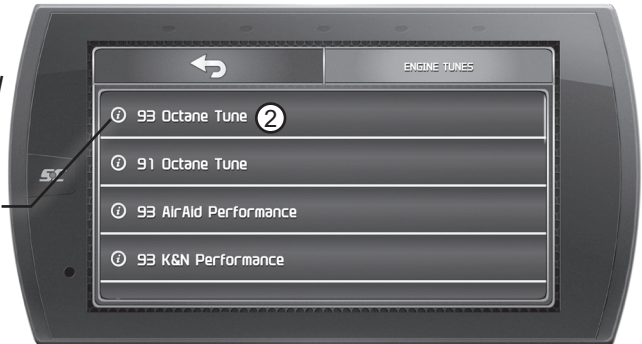 ENGINE TUNES
i 93 Octane Tune 2
i 91 Octane Tune
i 93 AirAid Performance
i 93 K&N Performance